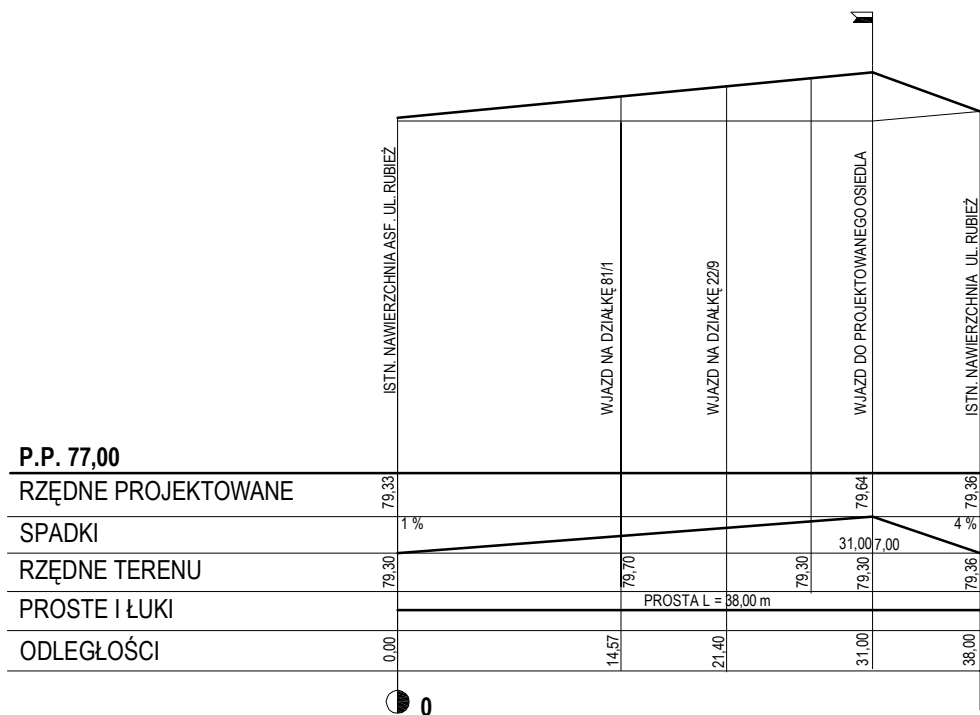 ISTN. NAWIERZCHNIA ASF. UL. RUBIEŻ
WJAZD NA DZIAŁKĘ 81/1
WJAZD NA DZIAŁKĘ 22/9
WJAZD DO PROJEKTOWANEGO OSIEDLA
ISTN. NAWIERZCHNIA UL. RUBIEŻ
P.P. 77,00
RZĘDNE PROJEKTOWANE 79,33 79,64 79,36
SPADKI 1 % 31,00 7,00 4 %
RZĘDNE TERENU 79,30 79,70 79,30 79,30 79,36
PROSTE I ŁUKI PROSTA L = 38,00 m
ODLEGŁOŚCI 0,00 14,57 21,40 31,00 38,00
0